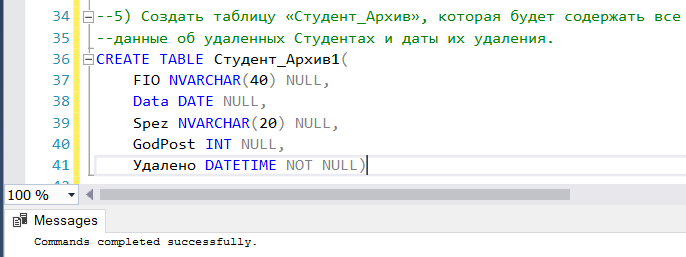 34 --5) Создать таблицу «Студент_Архив», которая будет содержать все
35 --данные об удаленных Студентах и даты их удаления.
36 CREATE TABLE Студент_Архив1(
37 FIO NVARCHAR(40) NULL,
38 Data DATE NULL,
39 Spez NVARCHAR(20) NULL,
40 GodPost INT NULL,
41 Удалено DATETIME NOT NULL)
100 %
Messages
Commands completed successfully.